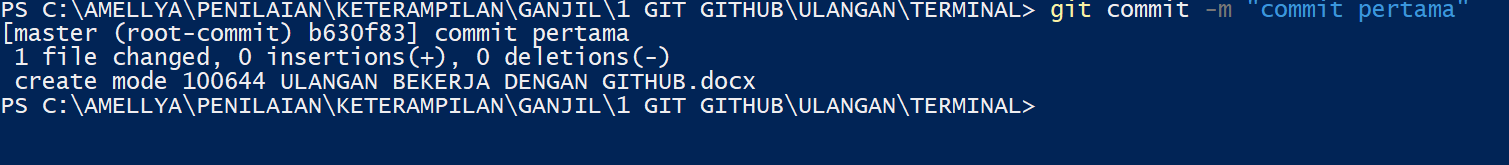 PS C:\AMELLYA\PENILAIAN\KETERAMPILAN\GANJIL\1 GIT GITHUB\ULANGAN\TERMINAL> git commit -m "commit pertama"
[master (root-commit) b630f83] commit pertama
 1 file changed, 0 insertions(+), 0 deletions(-)
 create mode 100644 ULANGAN BEKERJA DENGAN GITHUB.docx
PS C:\AMELLYA\PENILAIAN\KETERAMPILAN\GANJIL\1 GIT GITHUB\ULANGAN\TERMINAL>